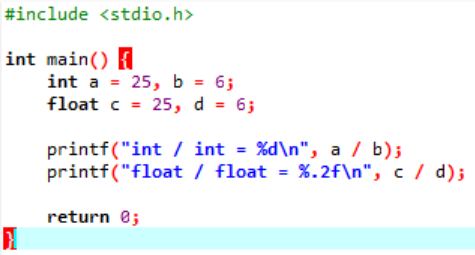 #include <stdio.h>
int main() {
int a = 25, b = 6;
float c = 25, d = 6;
printf("int / int = %d\n", a / b);
printf("float / float = %.2f\n", c / d);
return 0;
}